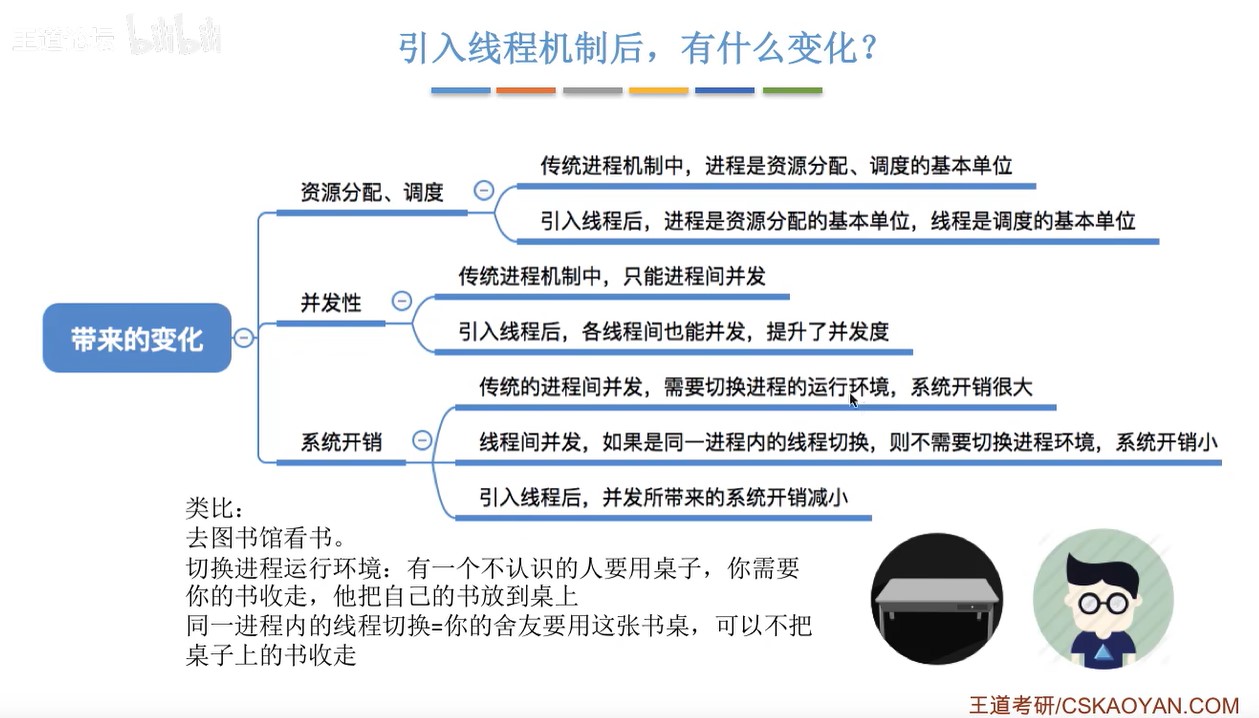 王道论坛 bilibili
引入线程机制后，有什么变化？
带来的变化
资源分配、调度
传统进程机制中，进程是资源分配、调度的基本单位
引入线程后，进程是资源分配的基本单位，线程是调度的基本单位
并发性
传统进程机制中，只能进程间并发
引入线程后，各线程间也能并发，提升了并发度
系统开销
传统的进程间并发，需要切换进程的运行环境，系统开销很大
线程间并发，如果是同一进程内的线程切换，则不需要切换进程环境，系统开销小
引入线程后，并发所带来的系统开销减小
类比：
去图书馆看书。
切换进程运行环境：有一个不认识的人要用桌子，你需要
你的书收走，他把自己的书放到桌上
同一进程内的线程切换=你的舍友要用这张书桌，可以不把
桌子上的书收走
王道考研/CSKAOYAN.COM